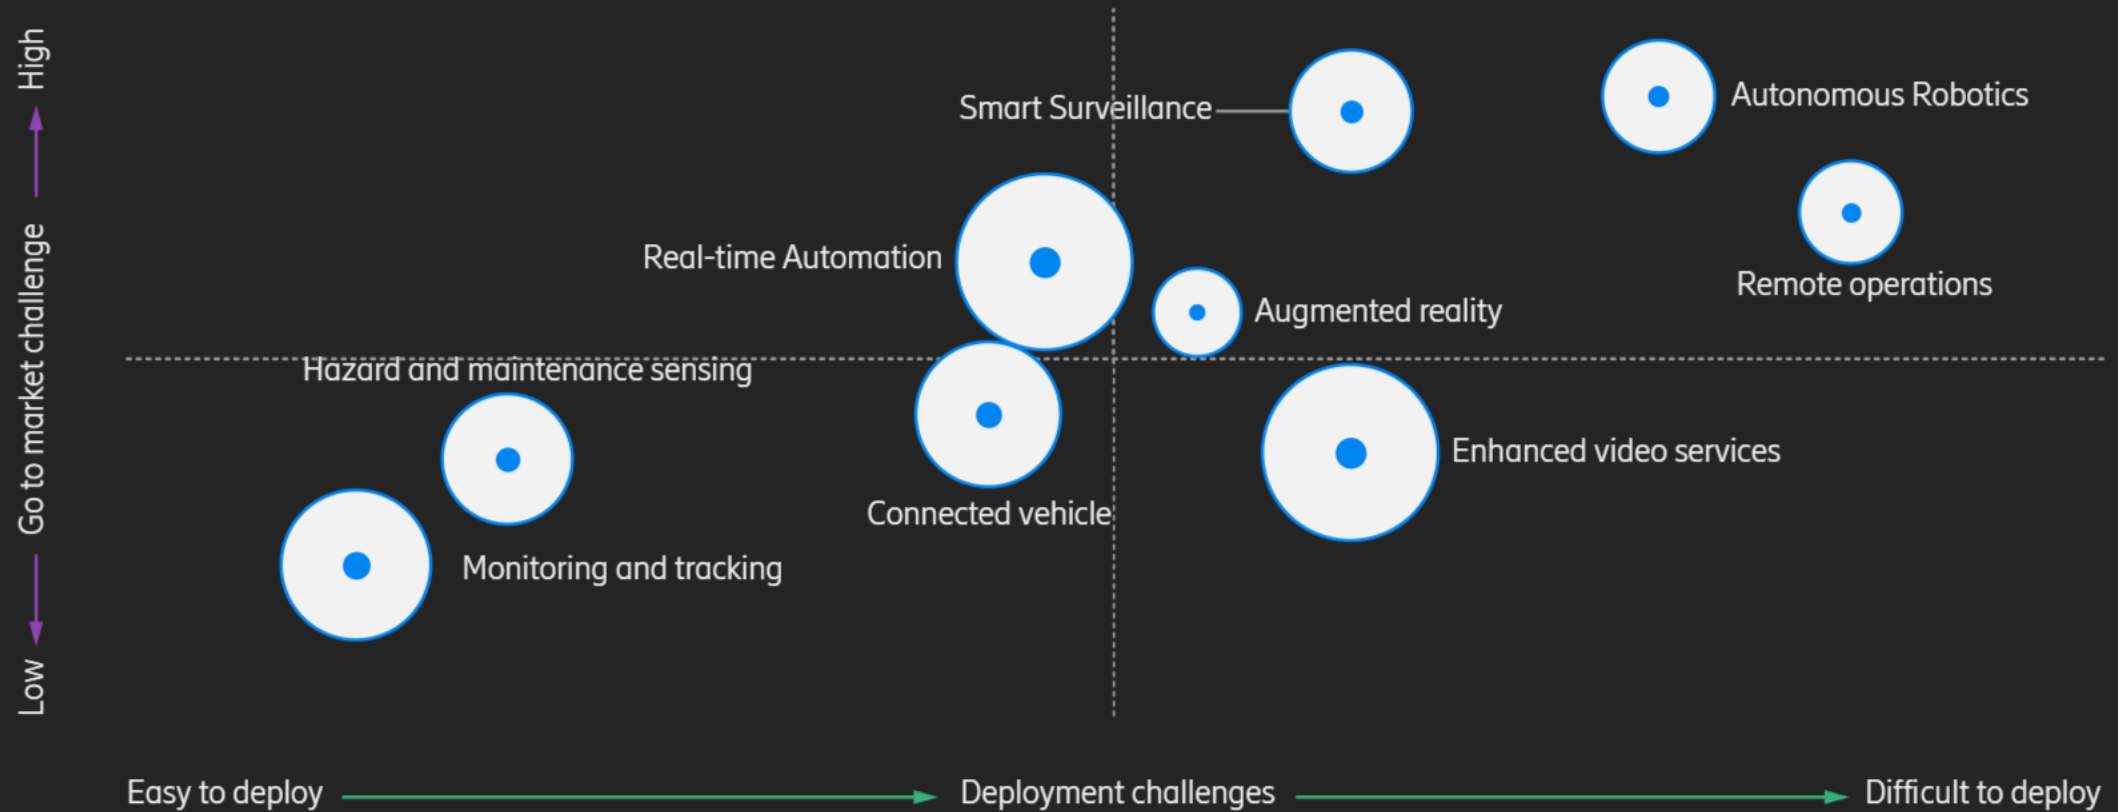 High
Go to market challenge
Low
Smart Surveillance
Autonomous Robotics
Real-time Automation
Remote operations
Augmented reality
Hazard and maintenance sensing
Enhanced video services
Connected vehicle
Monitoring and tracking
Easy to deploy
Deployment challenges
Difficult to deploy